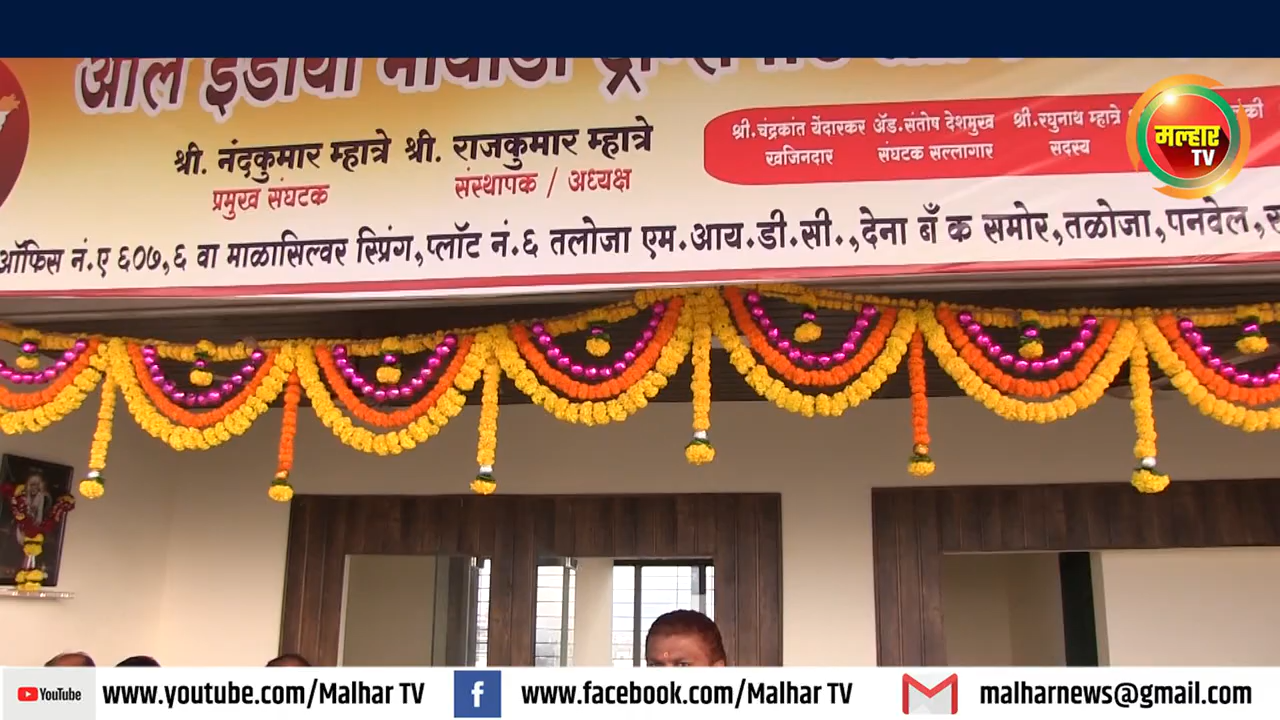 ऑल इंडिया
श्री. नंदकुमार म्हात्रे श्री. राजकुमार म्हात्रे
प्रमुख संघटक संस्थापक / अध्यक्ष
श्री.चंद्रकांत येंदारकर ॲड.संतोष देशमुख श्री.रघुनाथ म्हात्रे
खजिनदार संघटक सल्लागार सदस्य
मल्हार
TV
ऑफिस नं.ए ६०७,६ वा माळासिल्वर स्प्रिंग,प्लॉट नं.६ तलोजा एम.आय.डी.सी.,देना बँ क समोर,तळोजा,पनवेल,
YouTube www.youtube.com/Malhar TV www.facebook.com/Malhar TV malharnews@gmail.com